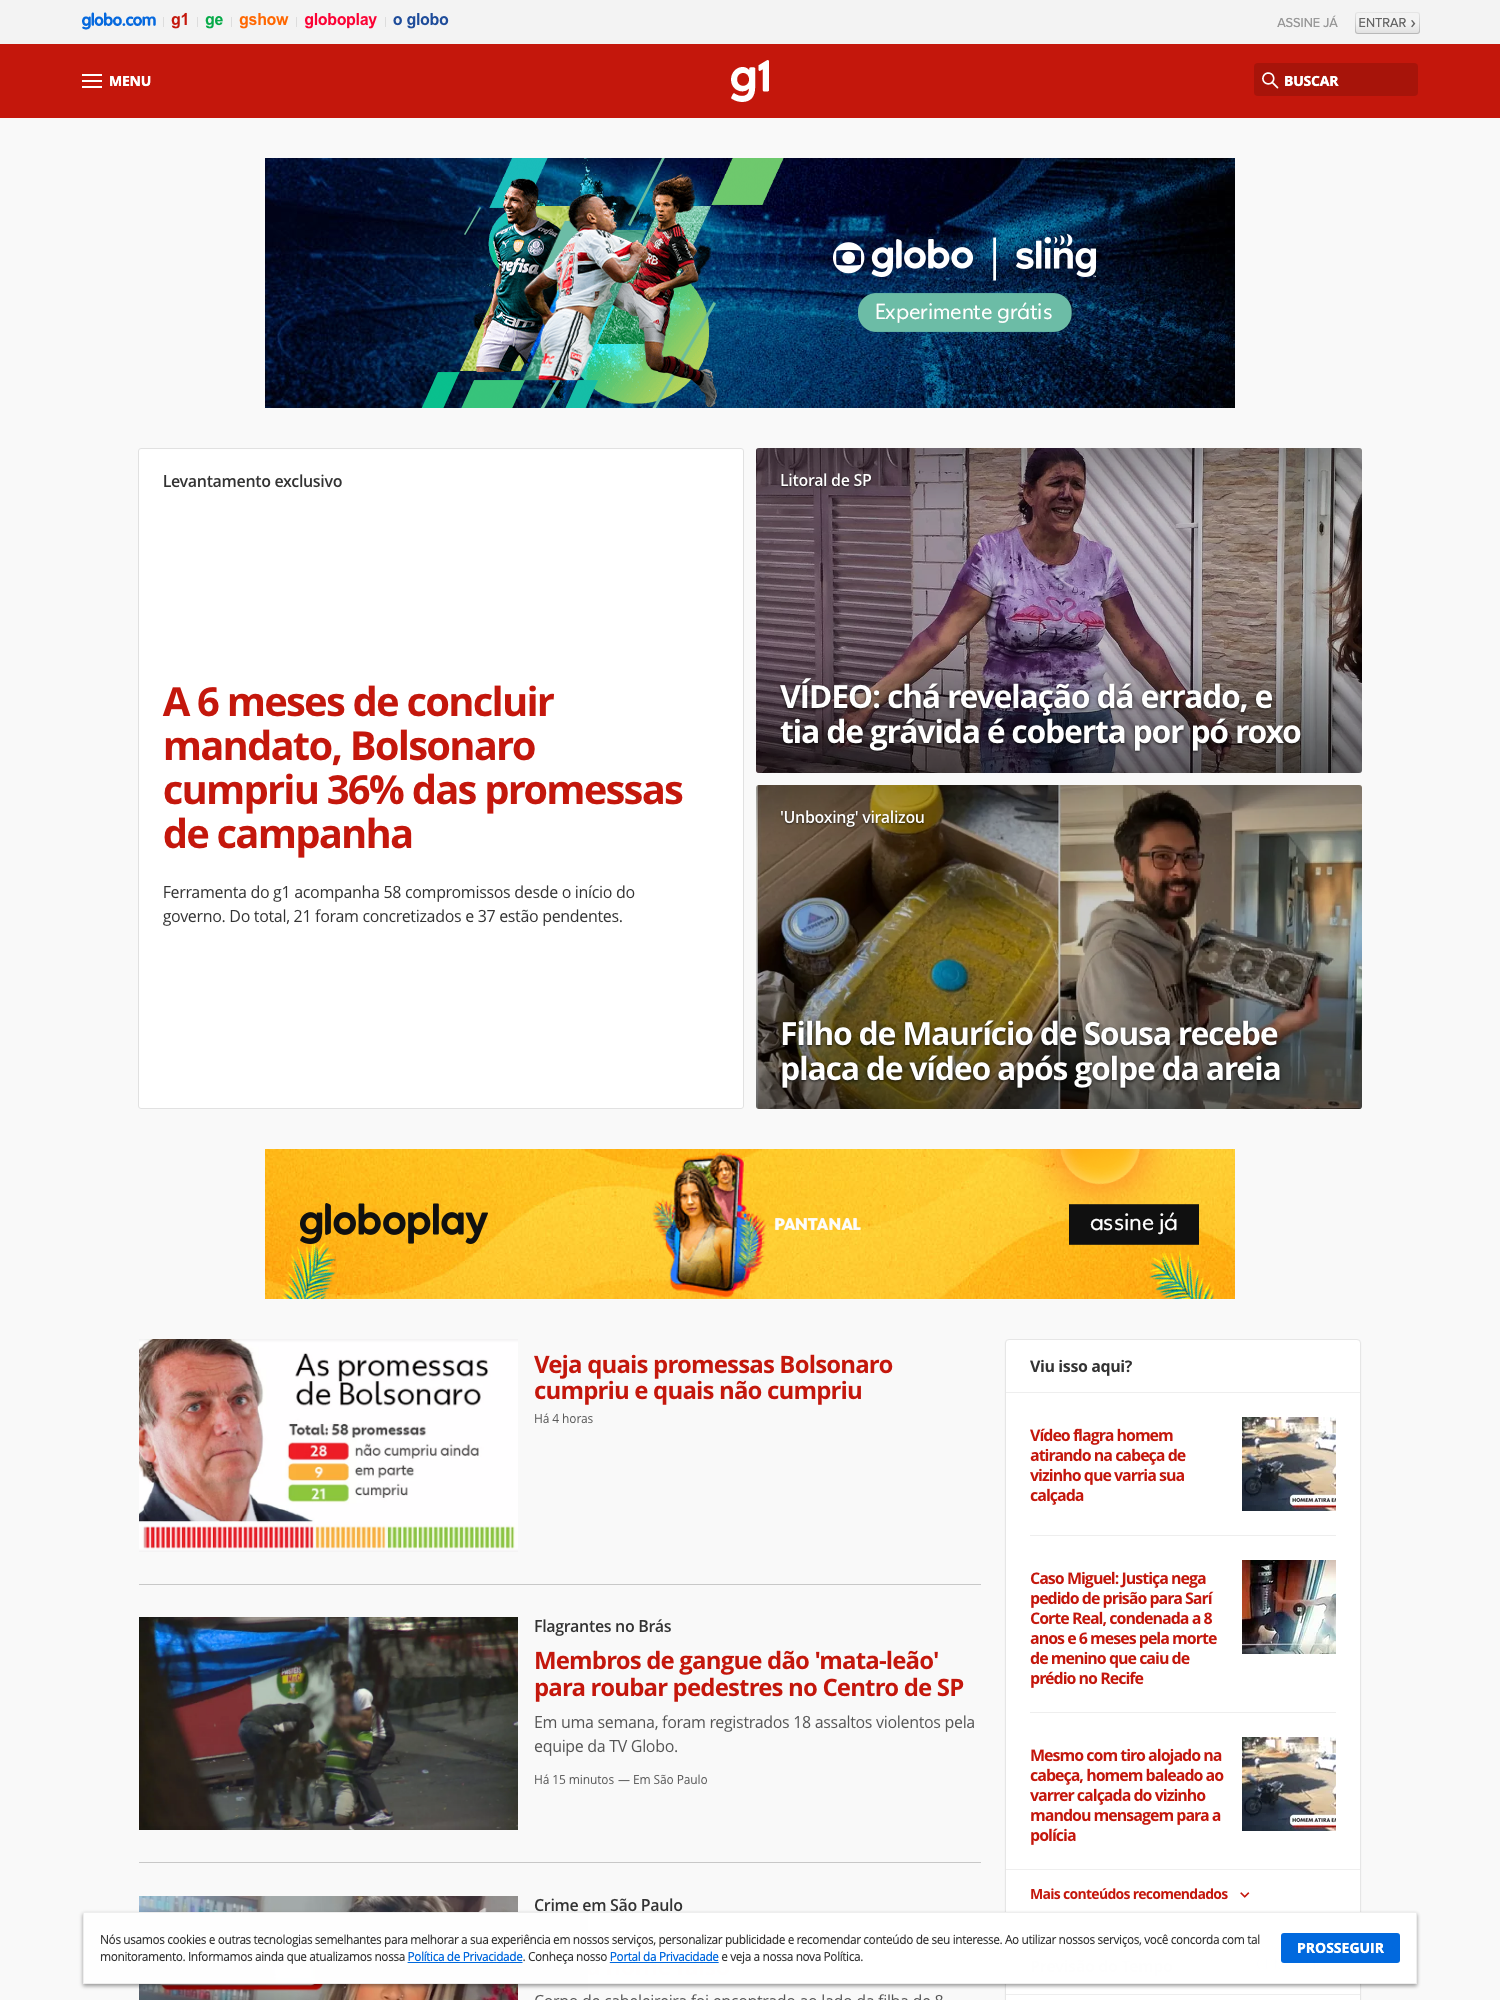 globo.com g1 ge gshow globoplay o globo
ASSINE JÁ ENTRAR ›
MENU
g1
BUSCAR
globo | sling
Experimente grátis
Levantamento exclusivo
A 6 meses de concluir
mandato, Bolsonaro
cumpriu 36% das promessas
de campanha
Ferramenta do g1 acompanha 58 compromissos desde o início do
governo. Do total, 21 foram concretizados e 37 estão pendentes.
Litoral de SP
VÍDEO: chá revelação dá errado, e
tia de grávida é coberta por pó roxo
'Unboxing' viralizou
Filho de Maurício de Sousa recebe
placa de vídeo após golpe da areia
globoplay
PANTANAL
assine já
As promessas
de Bolsonaro
Total: 58 promessas
28 não cumpriu ainda
9 em parte
21 cumpriu
Veja quais promessas Bolsonaro
cumpriu e quais não cumpriu
Há 4 horas
Flagrantes no Brás
Membros de gangue dão 'mata-leão'
para roubar pedestres no Centro de SP
Em uma semana, foram registrados 18 assaltos violentos pela
equipe da TV Globo.
Há 15 minutos — Em São Paulo
Crime em São Paulo
Viu isso aqui?
Vídeo flagra homem
atirando na cabeça de
vizinho que varria sua
calçada
HOMEM ATIRA
Caso Miguel: Justiça nega
pedido de prisão para Sarí
Corte Real, condenada a 8
anos e 6 meses pela morte
de menino que caiu de
prédio no Recife
Mesmo com tiro alojado na
cabeça, homem baleado ao
varrer calçada do vizinho
mandou mensagem para a
polícia
HOMEM ATIRA
Mais conteúdos recomendados
Nós usamos cookies e outras tecnologias semelhantes para melhorar a sua experiência em nossos serviços, personalizar publicidade e recomendar conteúdo de seu interesse. Ao utilizar nossos serviços, você concorda com tal
monitoramento. Informamos ainda que atualizamos nossa Política de Privacidade. Conheça nosso Portal da Privacidade e veja a nossa nova Política.
PROSSEGUIR